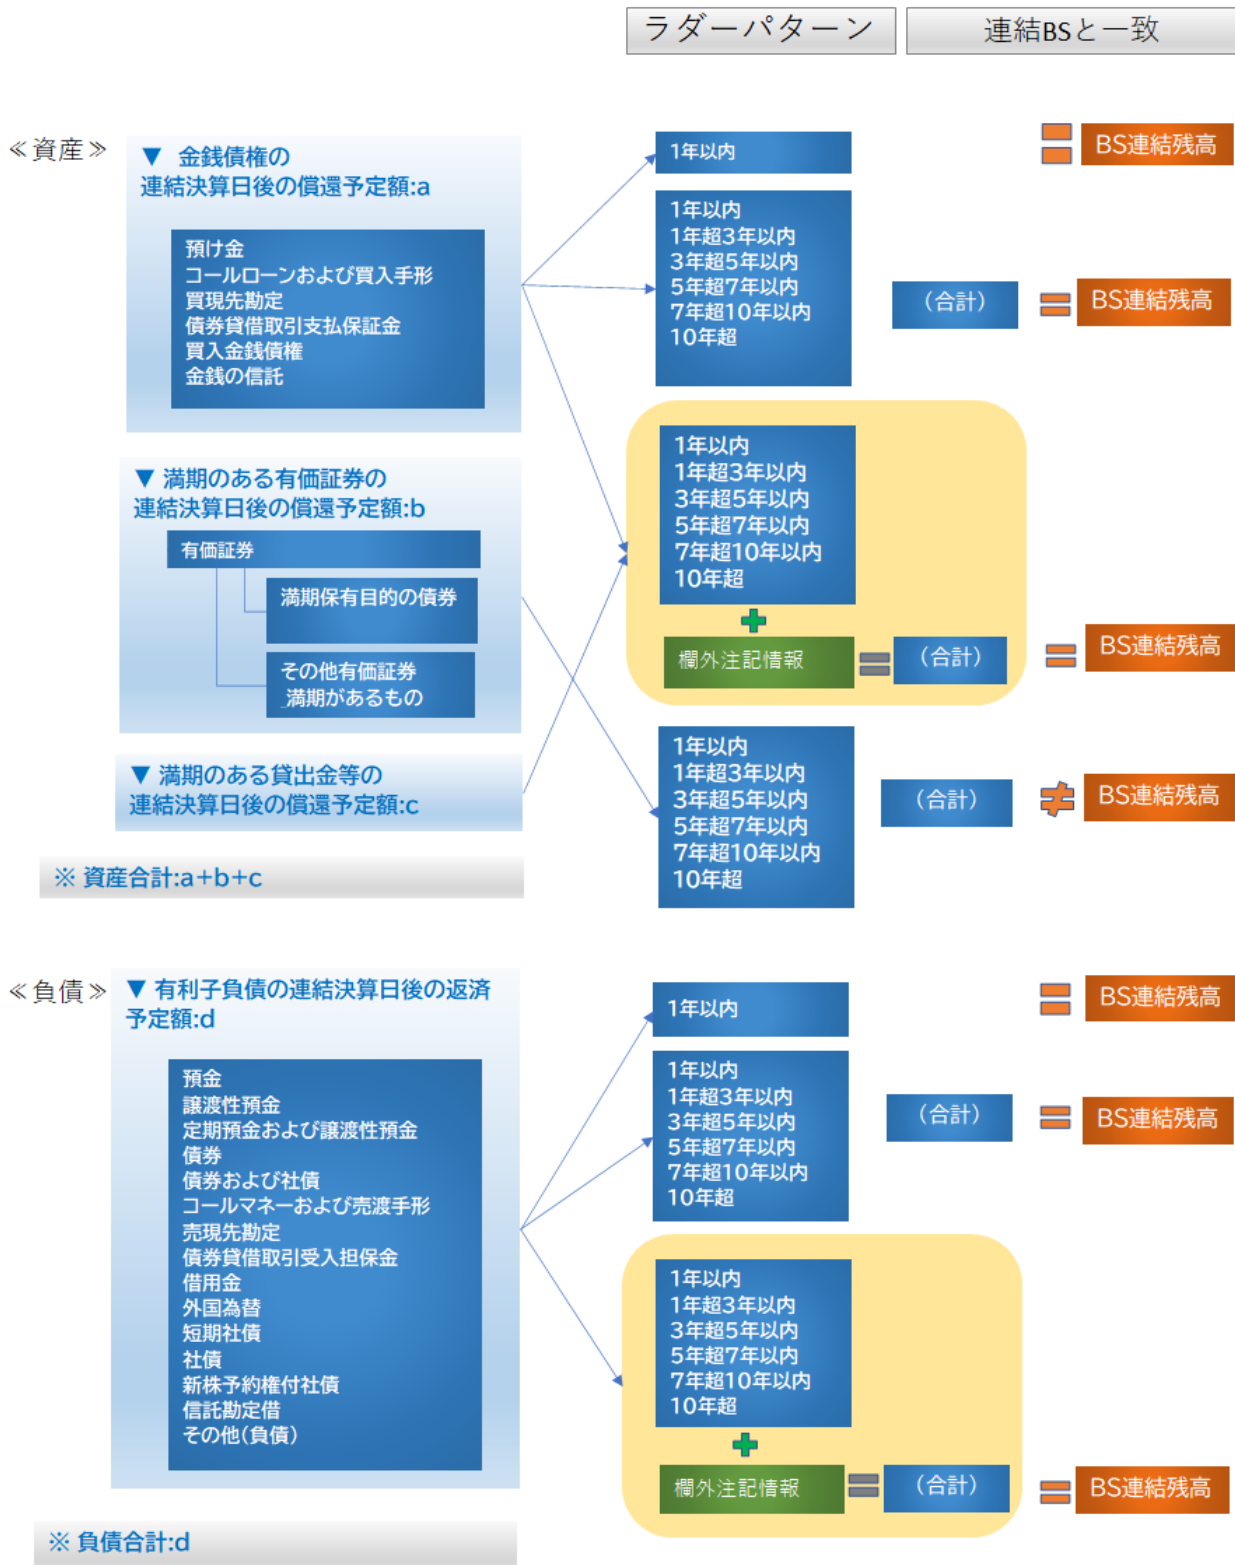 ラダーパターン
連結BSと一致
≪資産≫
▼ 金銭債権の
連結決算日後の償還予定額:a
預け金
コールローンおよび買入手形
買現先勘定
債券貸借取引支払保証金
買入金銭債権
金銭の信託
1年以内
BS連結残高
1年以内
1年超3年以内
3年超5年以内
5年超7年以内
7年超10年以内
10年超
(合計)
BS連結残高
▼ 満期のある有価証券の
連結決算日後の償還予定額:b
有価証券
満期保有目的の債券
その他有価証券
_満期があるもの
1年以内
1年超3年以内
3年超5年以内
5年超7年以内
7年超10年以内
10年超
欄外注記情報
(合計)
BS連結残高
▼ 満期のある貸出金等の
連結決算日後の償還予定額:c
1年以内
1年超3年以内
3年超5年以内
5年超7年以内
7年超10年以内
10年超
(合計)
≠
BS連結残高
※ 資産合計:a+b+c
≪負債≫
▼ 有利子負債の連結決算日後の返済
予定額:d
預金
譲渡性預金
定期預金および譲渡性預金
債券
債券および社債
コールマネーおよび売渡手形
売現先勘定
債券貸借取引受入担保金
借用金
外国為替
短期社債
社債
新株予約権付社債
信託勘定借
その他(負債)
1年以内
BS連結残高
1年以内
1年超3年以内
3年超5年以内
5年超7年以内
7年超10年以内
10年超
(合計)
BS連結残高
1年以内
1年超3年以内
3年超5年以内
5年超7年以内
7年超10年以内
10年超
欄外注記情報
(合計)
BS連結残高
※ 負債合計:d